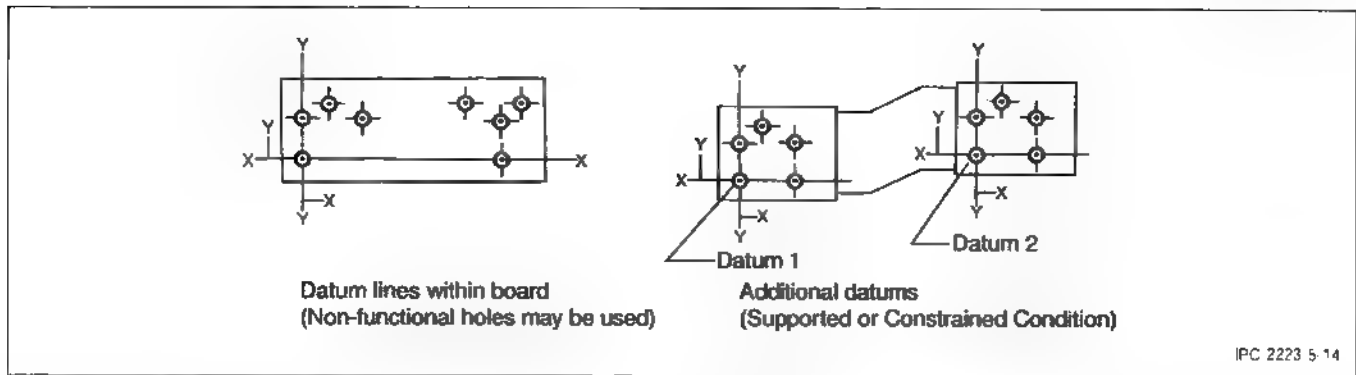 Y
Y
X
X
X
Y
Y
Y
X
X
Y
Datum 1
Y
Y
X
X
Y
Datum 2
Datum lines within board
(Non-functional holes may be used)
Additional datums
(Supported or Constrained Condition)
IPC 2223 5-14